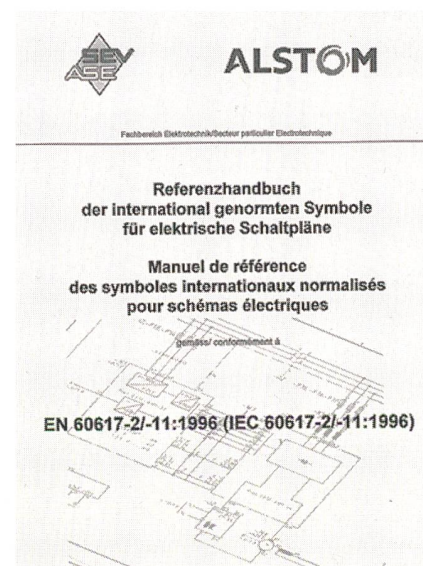 SEV
ASE
ALSTOM
Fachbereich Elektrotechnik/Secteur particulier Electrotechnique
Referenzhandbuch
der international genormten Symbole
für elektrische Schaltpläne
Manuel de référence
des symboles internationaux normalisés
pour schémas électriques
gemäss/ conformément à
EN 60617-2/-11:1996 (IEC 60617-2/-11:1996)